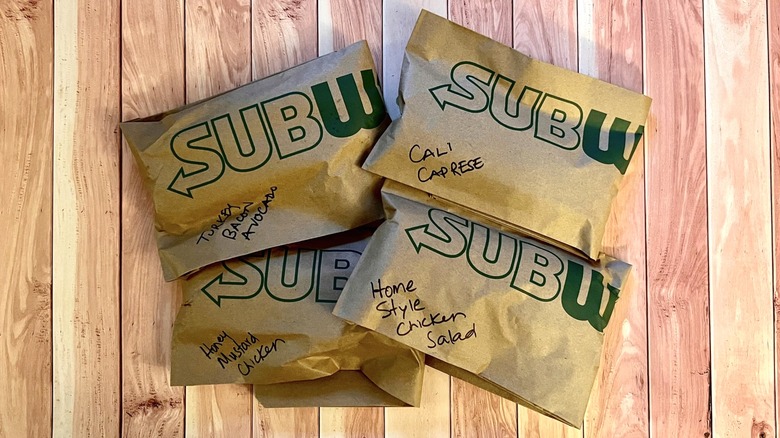 SUBW
TURKEY
BACON
AVOCADO
SUBW
CALI
CAPRESE
SUB
Honey
Mustard
Chicken
SUBW
Home
Style
Chicken
Salad